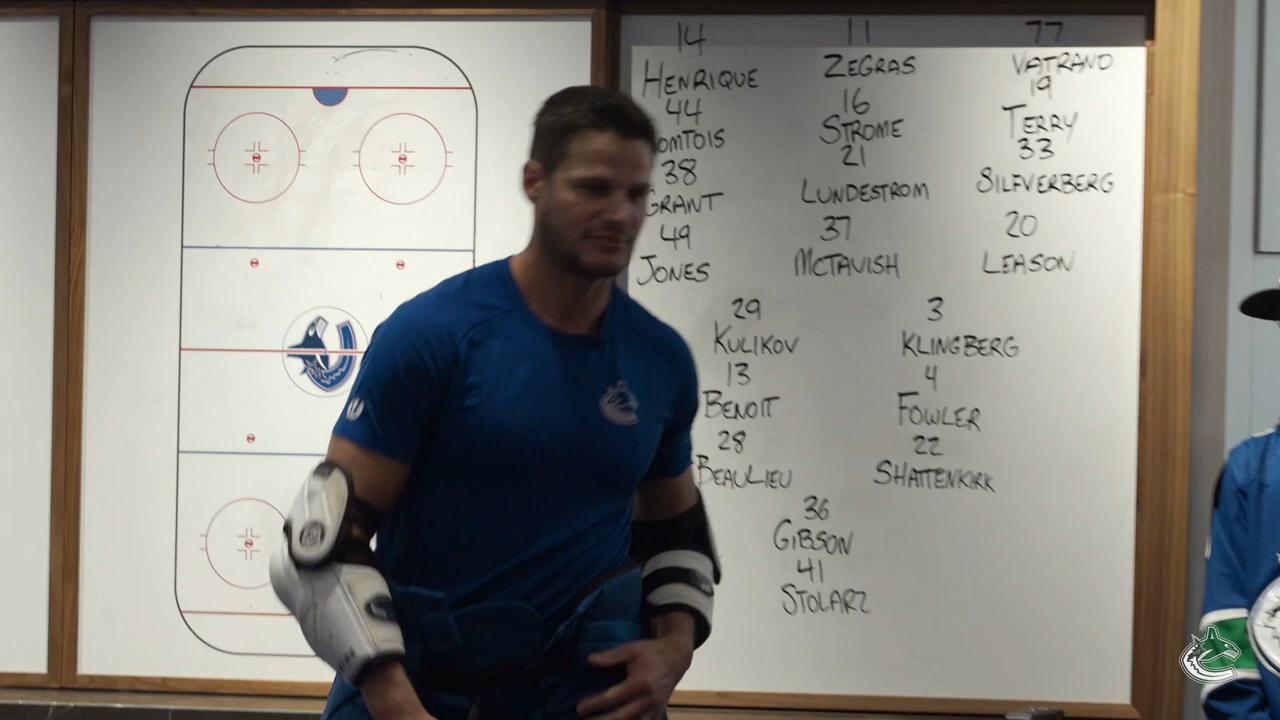 14 11 77
HENRIQUE ZEGRAS VATRANO
44 16 19
OMTOIS STROME TERRY
38 21 33
GRANT LUNDESTROM SILFVERBERG
49 37 20
JONES MCTAVISH LEASON
29 3
KULIKOV KLINGBERG
13 4
BENOIT FOWLER
28 22
BEAULIEU SHATTENKIRK
36
GIBSON
41
STOLARZ